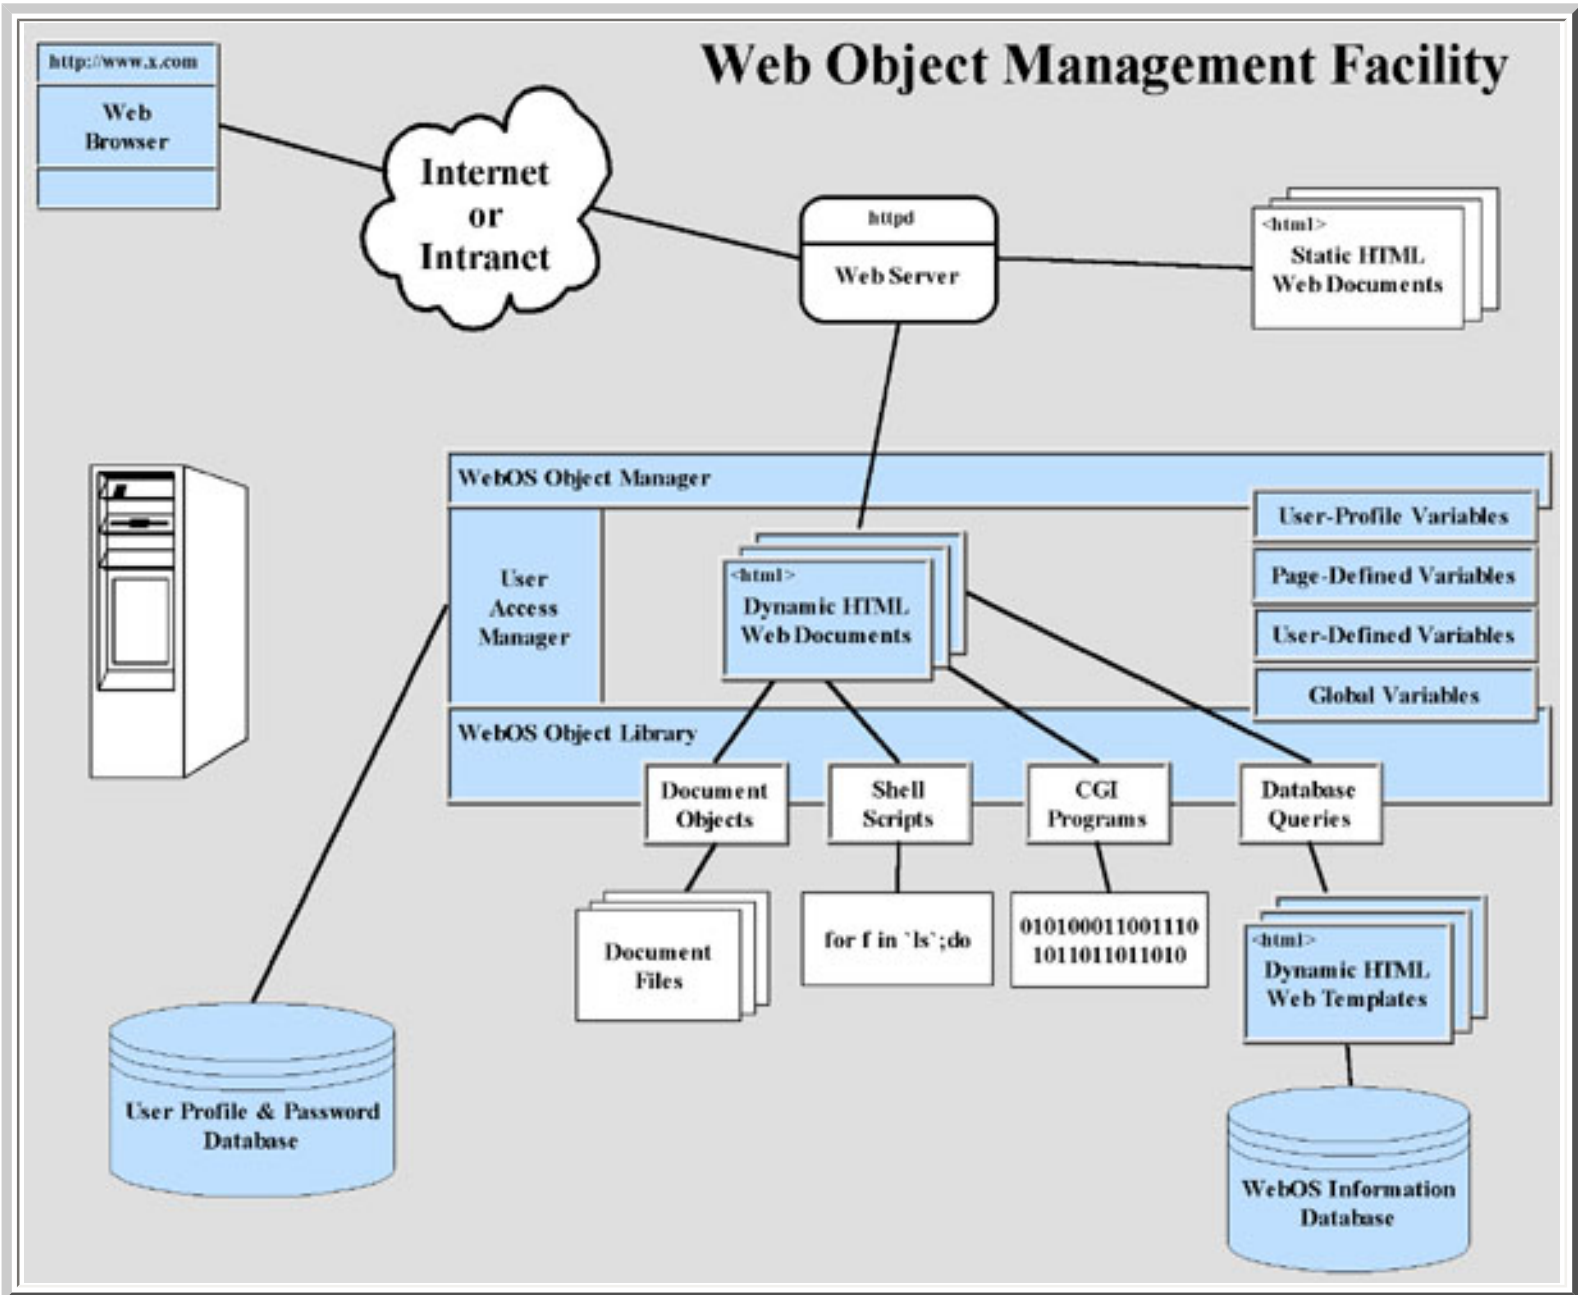 Web Object Management Facility
http://www.x.com
Web
Browser
Internet
or
Intranet
httpd
Web Server
<html>
Static HTML
Web Documents
WebOS Object Manager
User
Access
Manager
<html>
Dynamic HTML
Web Documents
User-Profile Variables
Page-Defined Variables
User-Defined Variables
Global Variables
WebOS Object Library
Document
Objects
Shell
Scripts
CGI
Programs
Database
Queries
Document
Files
for f in `ls`;do
010100011001110
1011011011010
<html>
Dynamic HTML
Web Templates
User Profile & Password
Database
WebOS Information
Database